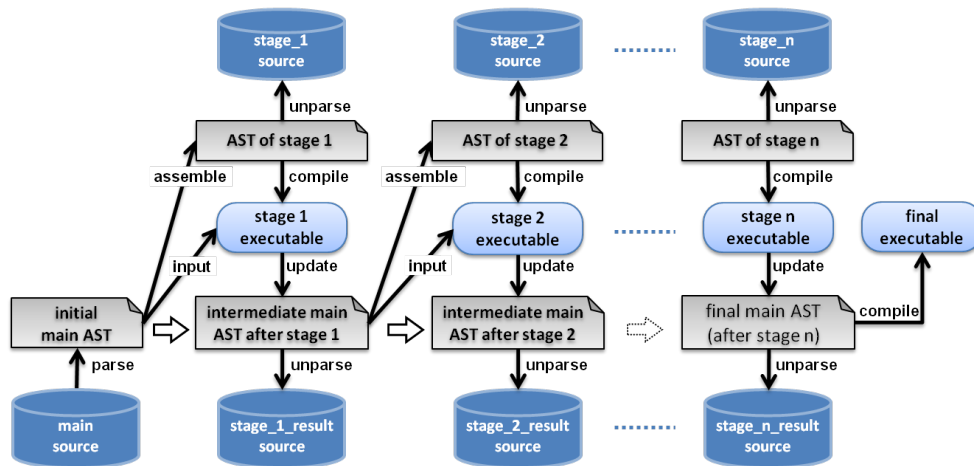 stage_1
source
stage_2
source
stage_n
source
unparse
unparse
unparse
AST of stage 1
AST of stage 2
AST of stage n
assemble
compile
assemble
compile
compile
stage 1
executable
stage 2
executable
stage n
executable
final
executable
input
update
input
update
update
initial
main AST
intermediate main
AST after stage 1
intermediate main
AST after stage 2
final main AST
(after stage n)
compile
parse
unparse
unparse
unparse
main
source
stage_1_result
source
stage_2_result
source
stage_n_result
source